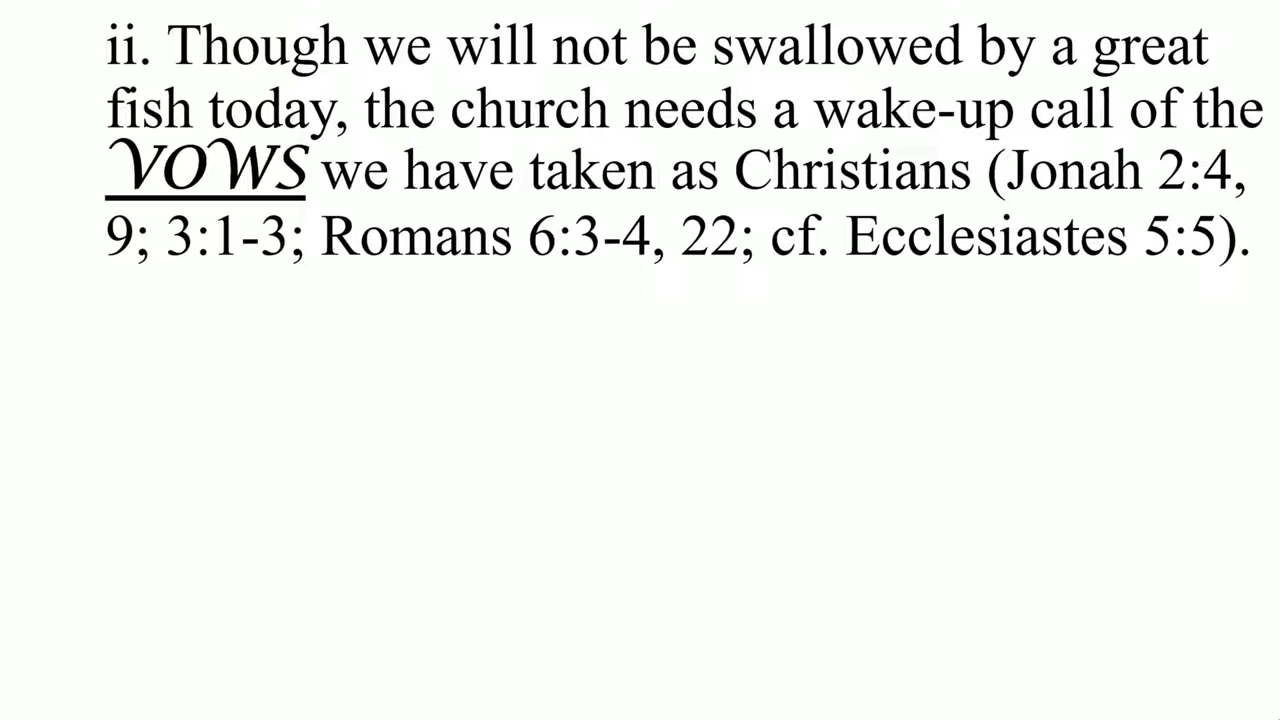 ii. Though we will not be swallowed by a great
fish today, the church needs a wake-up call of the
VOWS we have taken as Christians (Jonah 2:4,
9; 3:1-3; Romans 6:3-4, 22; cf. Ecclesiastes 5:5).